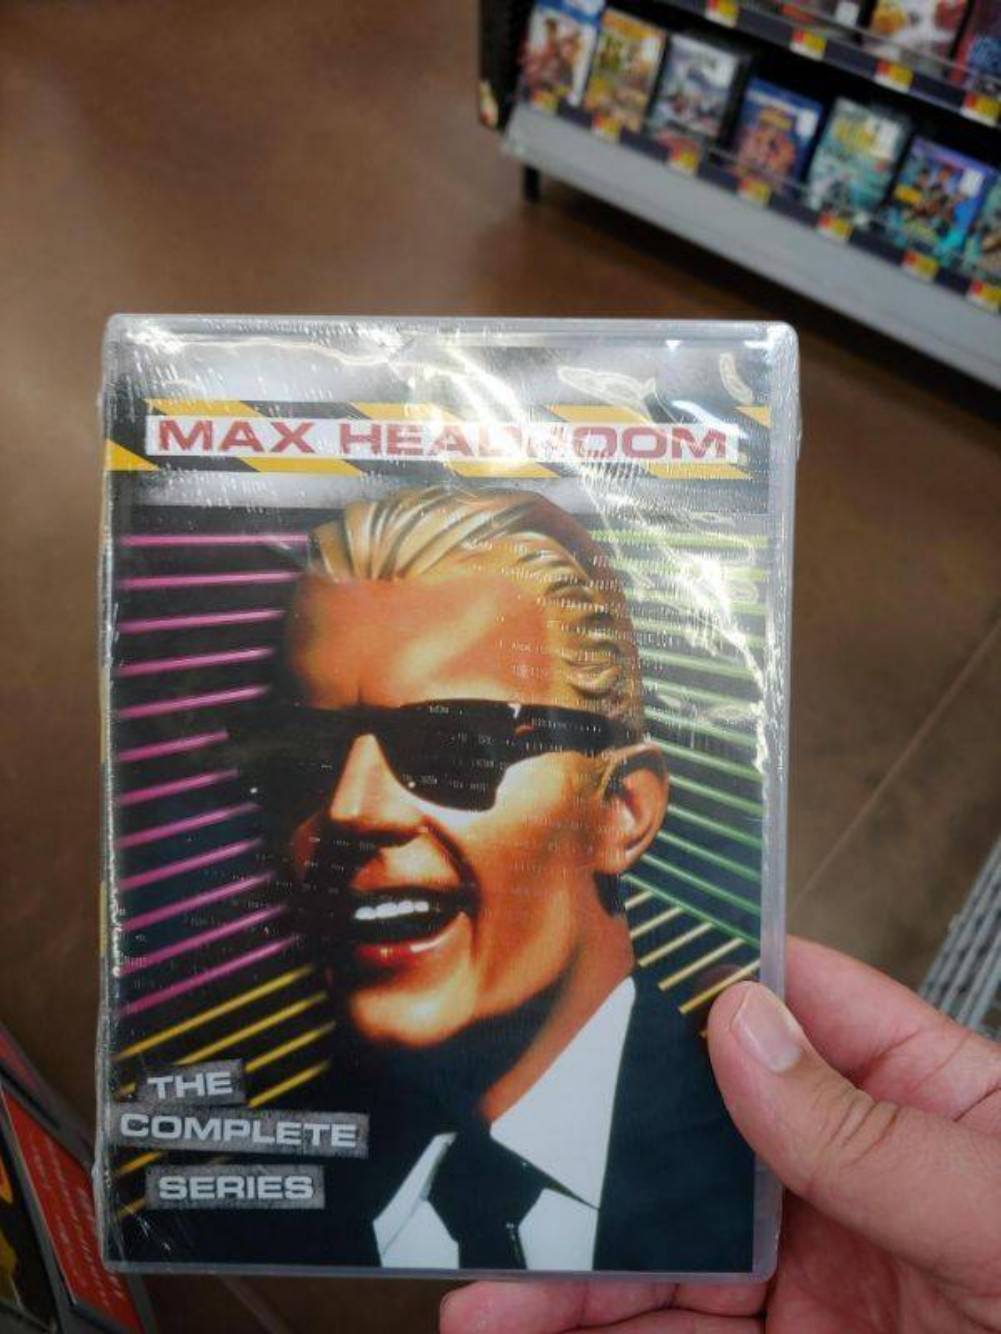 MAX HEADROOM
THE
COMPLETE
SERIES